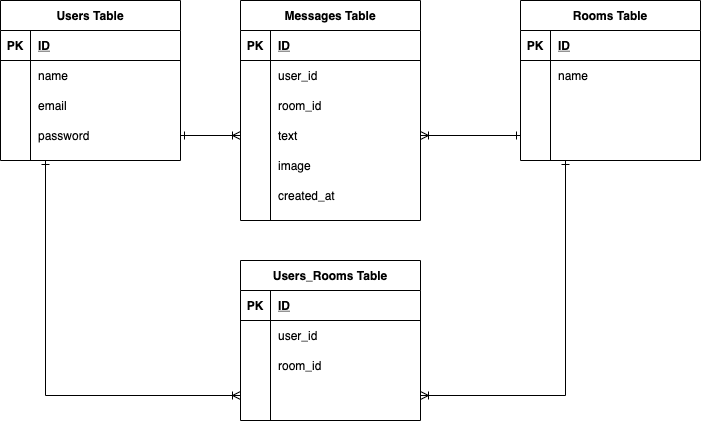 Users Table
PK ID
name
email
password
Messages Table
PK ID
user_id
room_id
text
image
created_at
Rooms Table
PK ID
name
Users_Rooms Table
PK ID
user_id
room_id